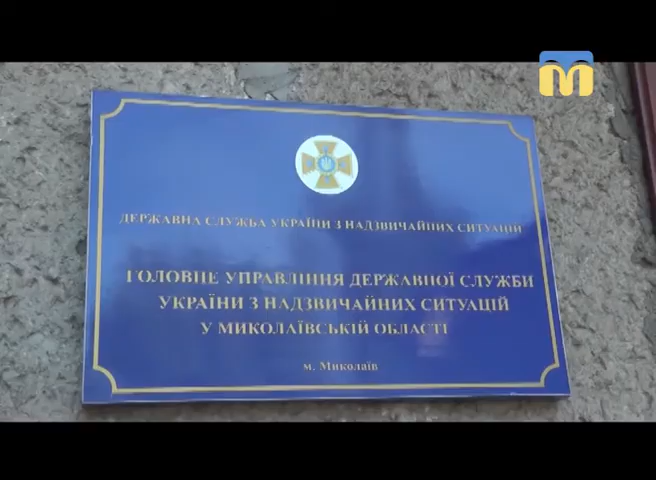 ДЕРЖАВНА СЛУЖБА УКРАЇНИ З НАДЗВИЧАЙНИХ СИТУАЦІЙ
ГОЛОВНЕ УПРАВЛІННЯ ДЕРЖАВНОЇ СЛУЖБИ
УКРАЇНИ З НАДЗВИЧАЙНИХ СИТУАЦІЙ
У МИКОЛАЇВСЬКІЙ ОБЛАСТІ
м. Миколаїв